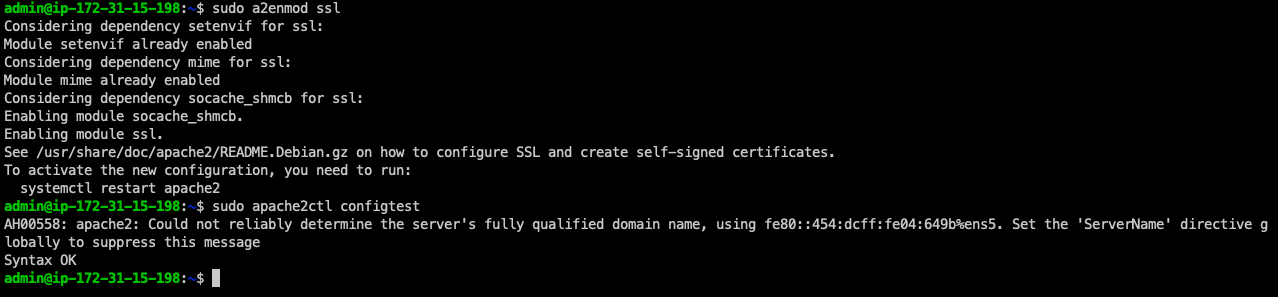 admin@ip-172-31-15-198:~$ sudo a2enmod ssl
Considering dependency setenvif for ssl:
Module setenvif already enabled
Considering dependency mime for ssl:
Module mime already enabled
Considering dependency socache_shmcb for ssl:
Enabling module socache_shmcb.
Enabling module ssl.
See /usr/share/doc/apache2/README.Debian.gz on how to configure SSL and create self-signed certificates.
To activate the new configuration, you need to run:
  systemctl restart apache2
admin@ip-172-31-15-198:~$ sudo apache2ctl configtest
AH00558: apache2: Could not reliably determine the server's fully qualified domain name, using fe80::454:dcff:fe04:649b%ens5. Set the 'ServerName' directive g
lobally to suppress this message
Syntax OK
admin@ip-172-31-15-198:~$